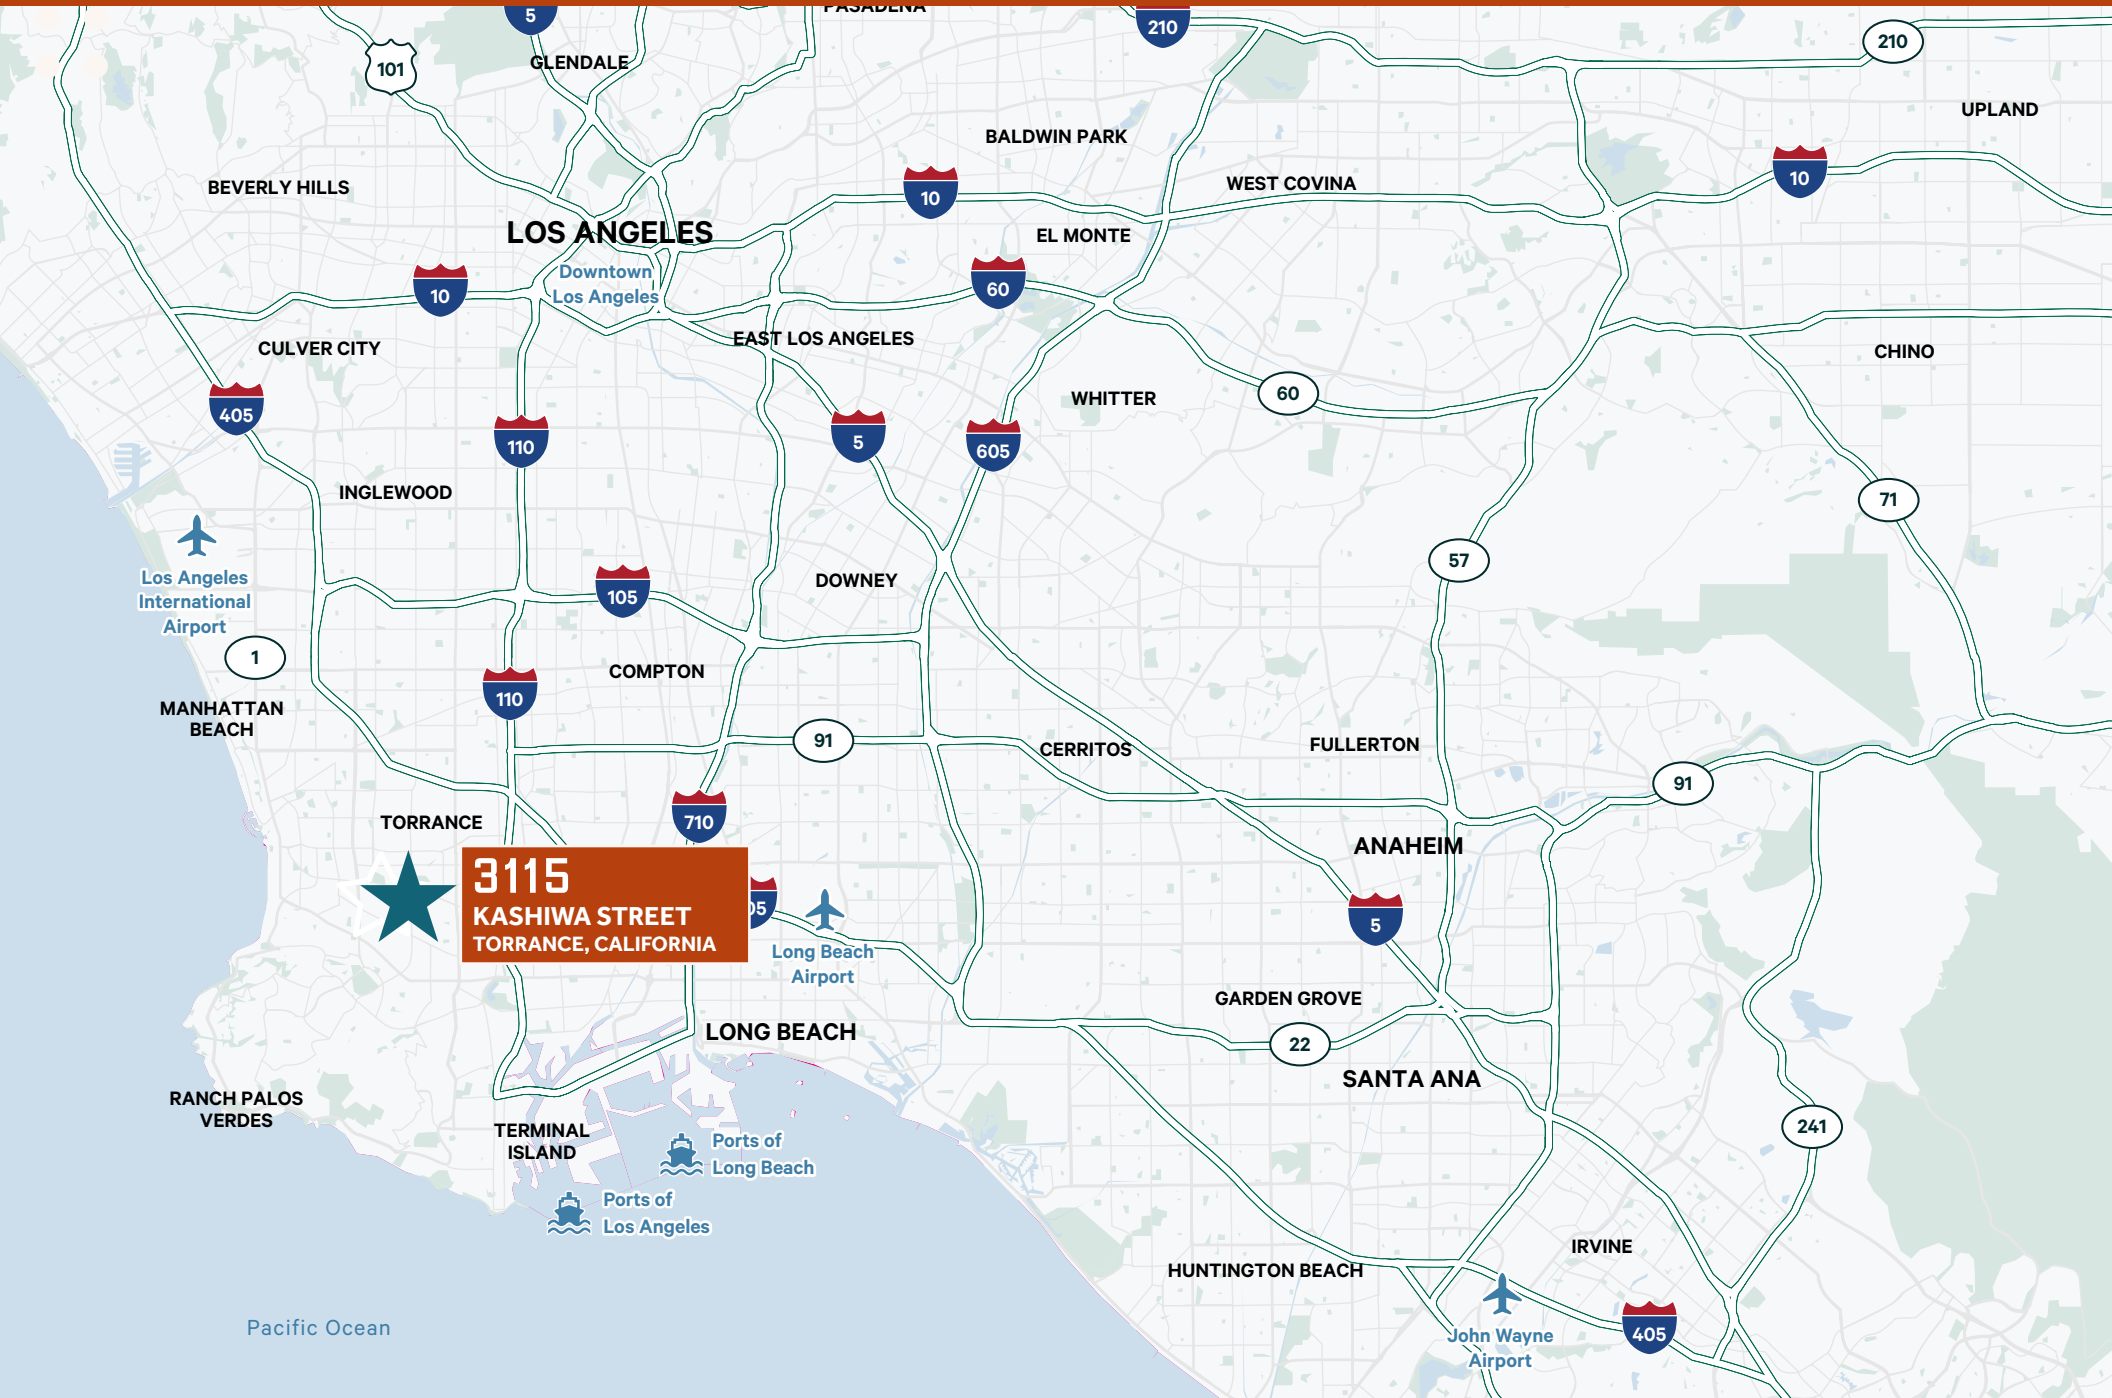 PASADENA
5
210
210
101
GLENDALE
UPLAND
BALDWIN PARK
BEVERLY HILLS
10
WEST COVINA
10
LOS ANGELES
EL MONTE
Downtown
Los Angeles
10
60
EAST LOS ANGELES
CULVER CITY
CHINO
405
WHITTER
60
110
5
605
INGLEWOOD
71
57
Los Angeles
International
Airport
105
DOWNEY
1
COMPTON
110
MANHATTAN
BEACH
91
CERRITOS
FULLERTON
91
TORRANCE
710
ANAHEIM
3115
KASHIWA STREET
TORRANCE, CALIFORNIA
05
5
Long Beach
Airport
GARDEN GROVE
LONG BEACH
22
SANTA ANA
RANCH PALOS
VERDES
241
TERMINAL
ISLAND
Ports of
Long Beach
Ports of
Los Angeles
IRVINE
HUNTINGTON BEACH
Pacific Ocean
John Wayne
Airport
405